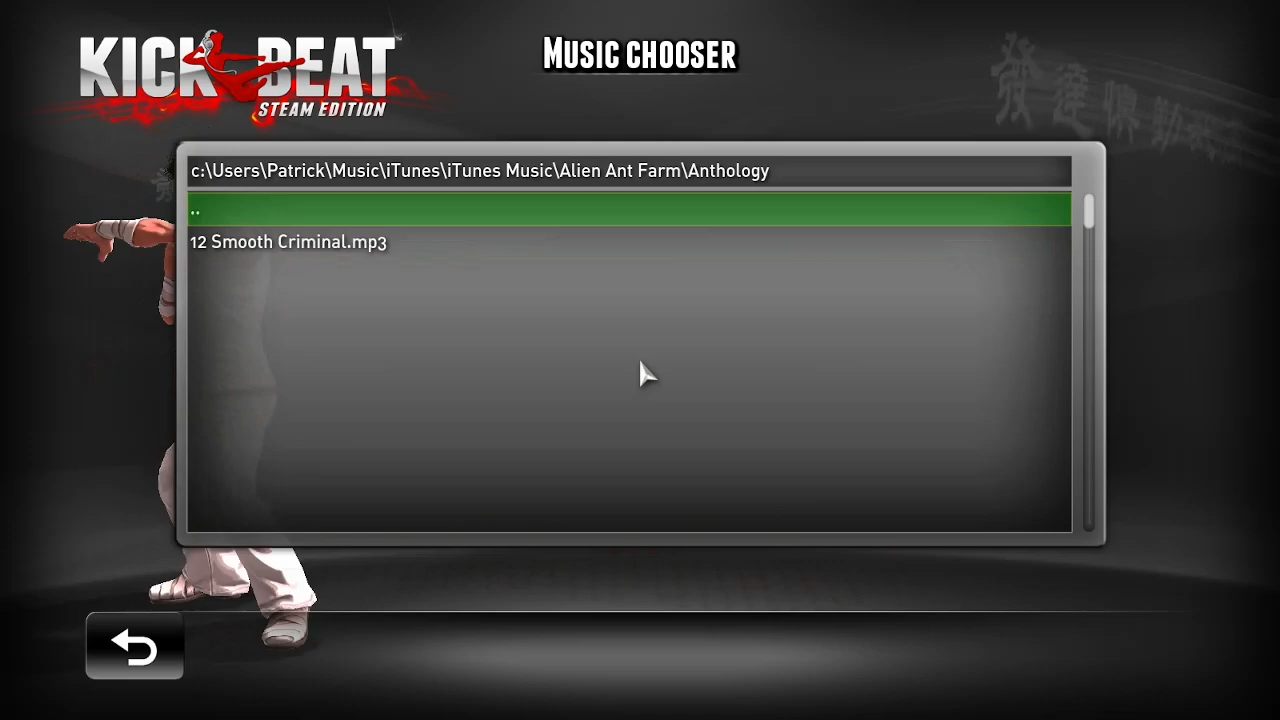 KICK BEAT
STEAM EDITION
MUSIC CHOOSER
c:\Users\Patrick\Music\iTunes\iTunes Music\Alien Ant Farm\Anthology
..
12 Smooth Criminal.mp3